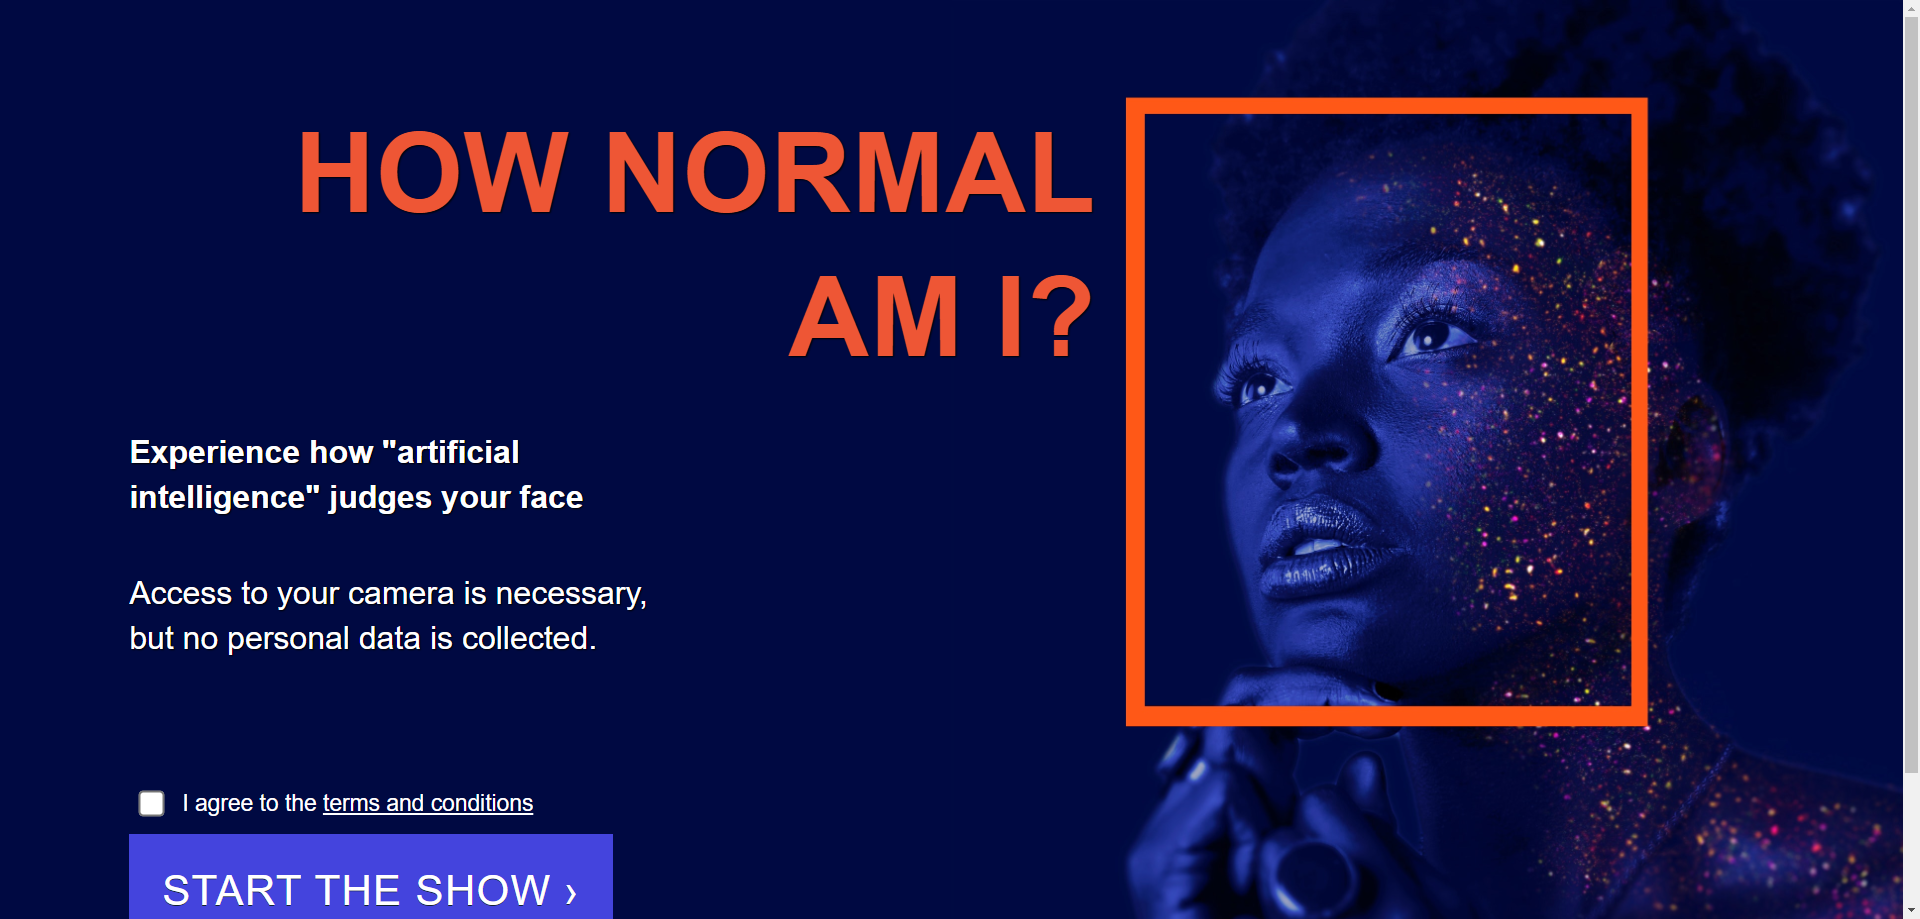 HOW NORMAL
AM I?
Experience how "artificial
intelligence" judges your face
Access to your camera is necessary,
but no personal data is collected.
I agree to the terms and conditions
START THE SHOW ›